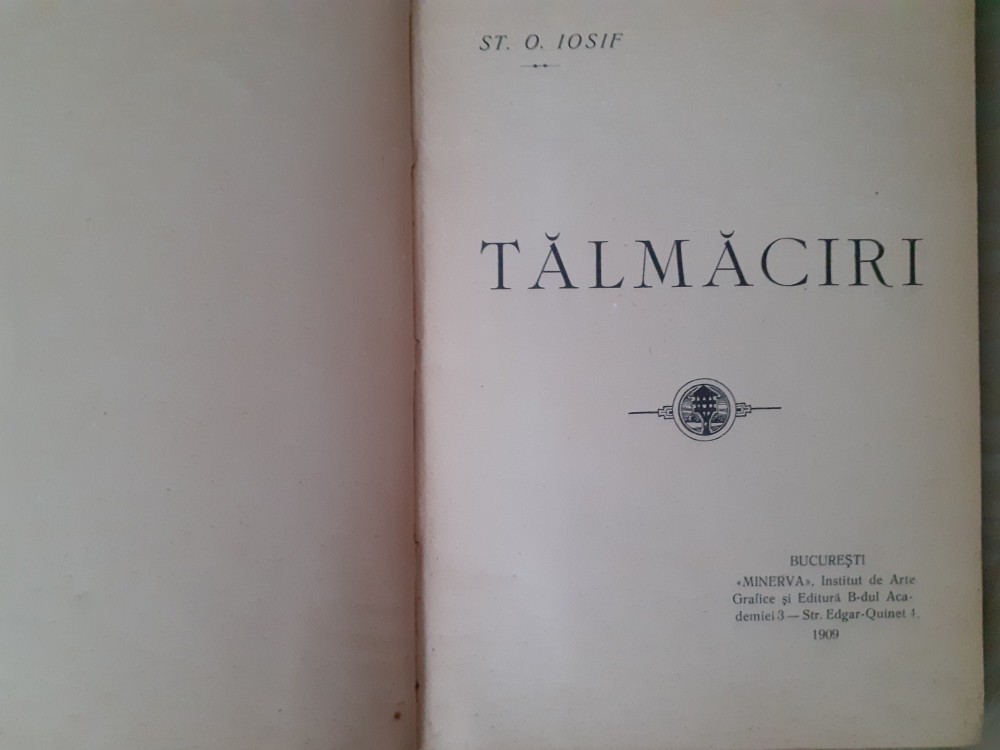 ST. O. IOSIF
TĂLMĂCIRI
BUCUREŞTI
«MINERVA», Institut de Arte
Grafice şi Editură B-dul Aca-
demiei 3 — Str. Edgar-Quinet 4.
1909